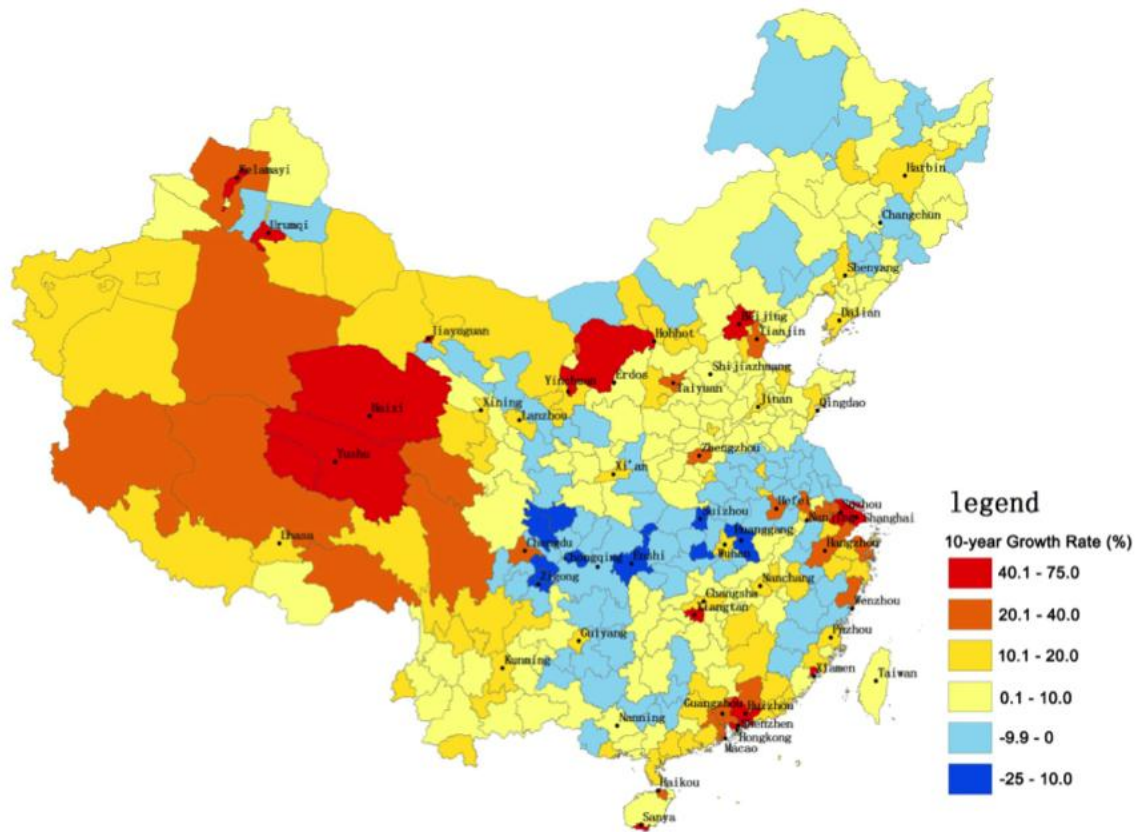 Kelamayi
Urumqi
Harbin
Changchun
Shenyang
Dalian
Jiayuguan
Hohhot
Beijing
Tianjin
Yinchuan
Erdos
Shijiazhuang
Taiyuan
Haixi
Xining
Lanzhou
Jinan
Qingdao
Yushu
Zhengzhou
Xi'an
Lhasa
Suizhou
Hefei
Suzhou
Nanjing
Shanghai
Chengdu
Chongqing
Enshi
Huanggang
Wuhan
Hangzhou
Zigong
Nanchang
Changsha
Xiangtan
Wenzhou
Guiyang
Fuzhou
Kunming
Xiamen
Taiwan
Guangzhou
Huizhou
Shenzhen
Nanning
Hongkong
Macao
Haikou
Sanya
legend
10-year Growth Rate (%)
40.1 - 75.0
20.1 - 40.0
10.1 - 20.0
0.1 - 10.0
-9.9 - 0
-25 - 10.0